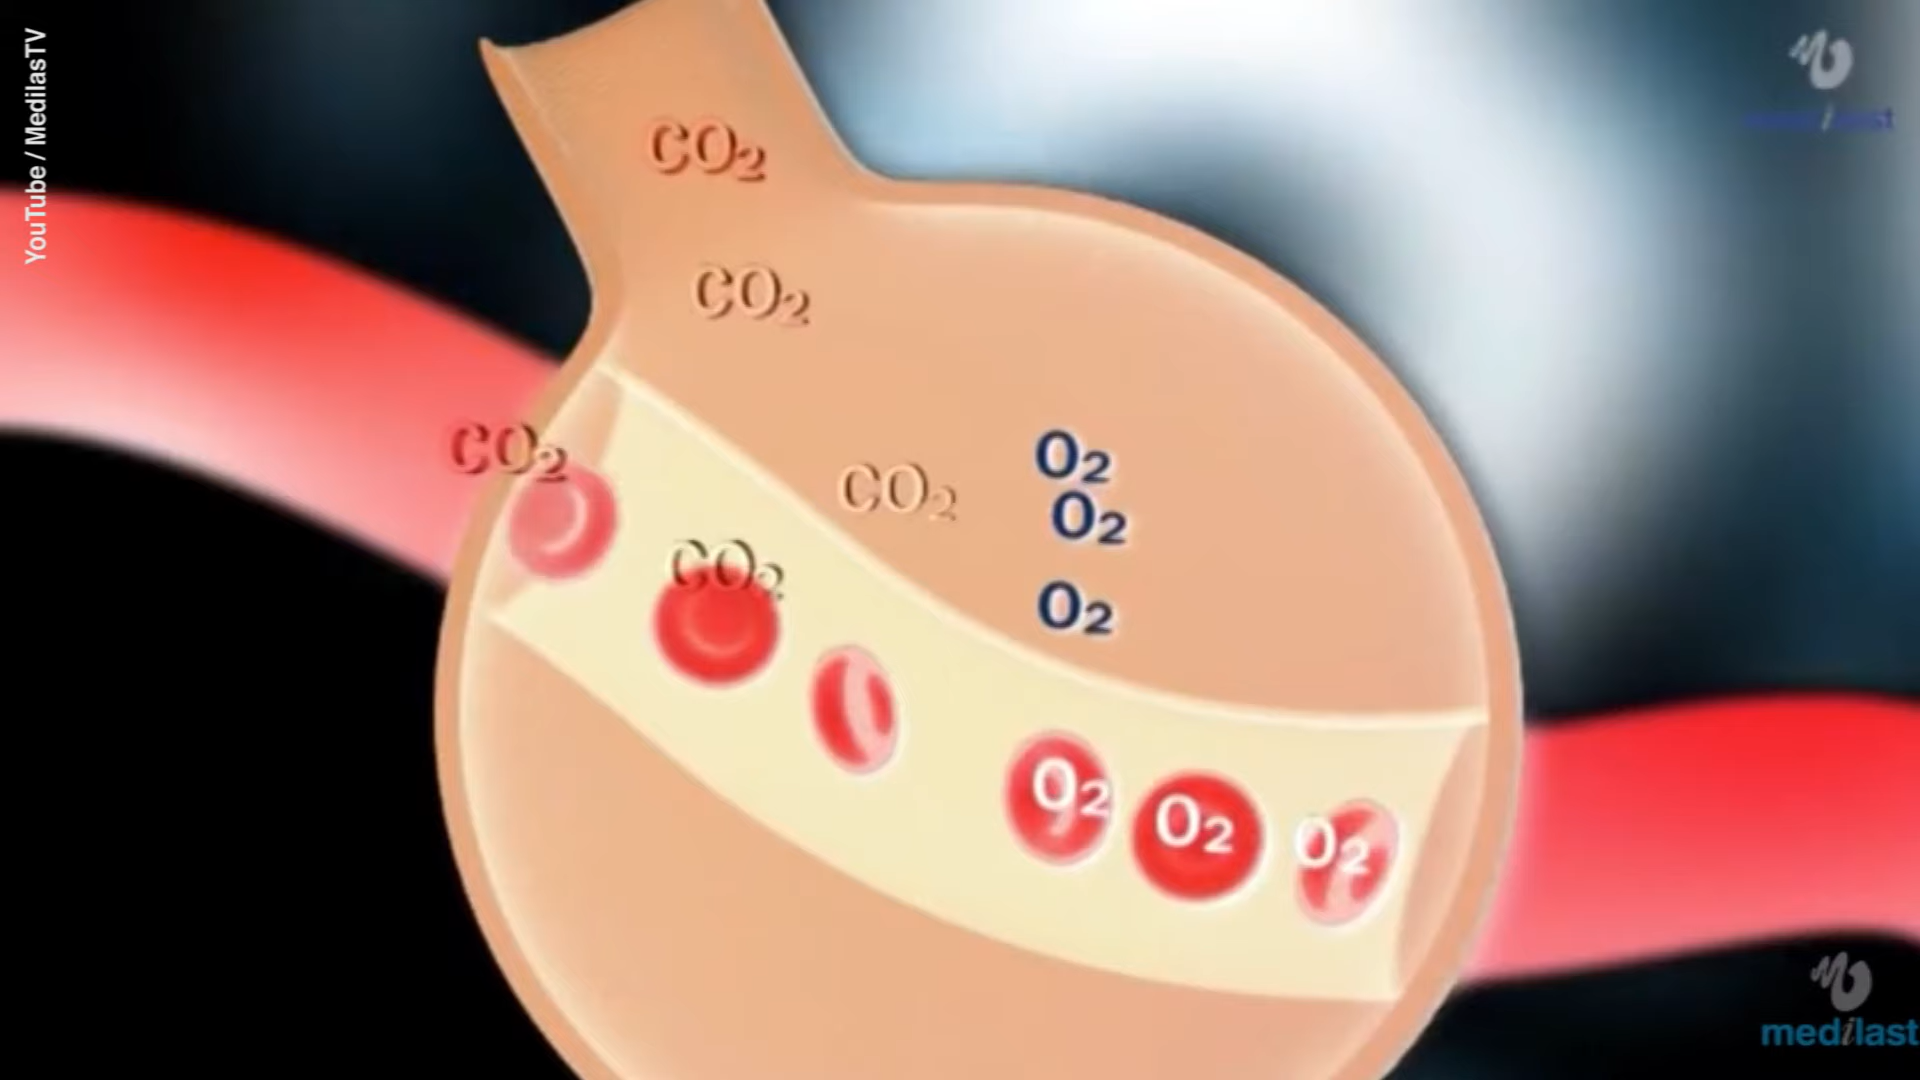 YouTube / MedilasTV
CO₂
CO₂
CO₂
CO₂
CO₂
O₂
O₂
O₂
O₂
O₂
O₂
medilast